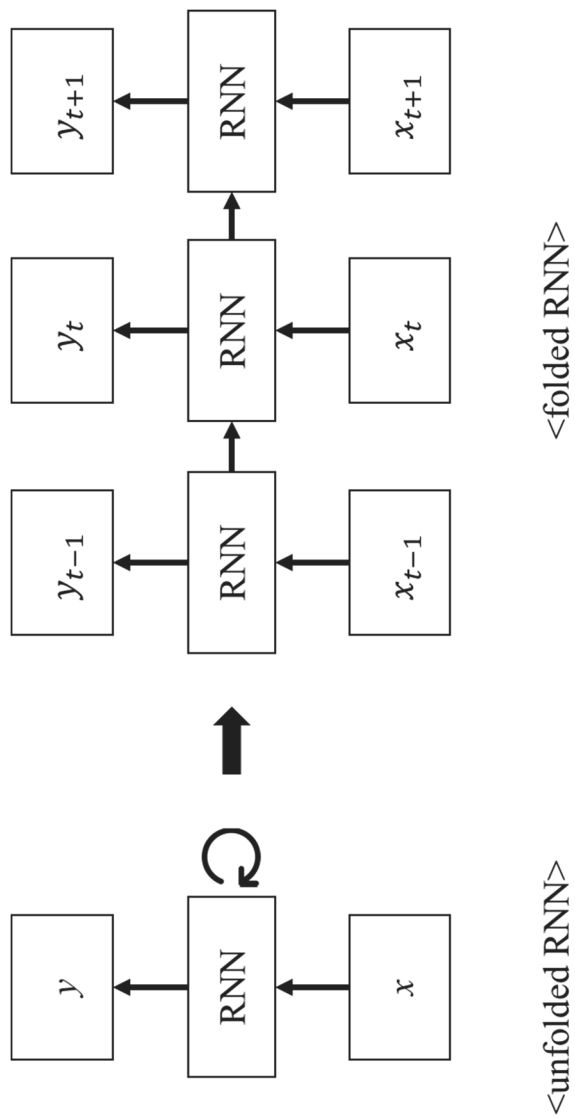 y
y_{t-1}
y_t
y_{t+1}
RNN
RNN
RNN
RNN
x
x_{t-1}
x_t
x_{t+1}
<unfolded RNN>
<folded RNN>